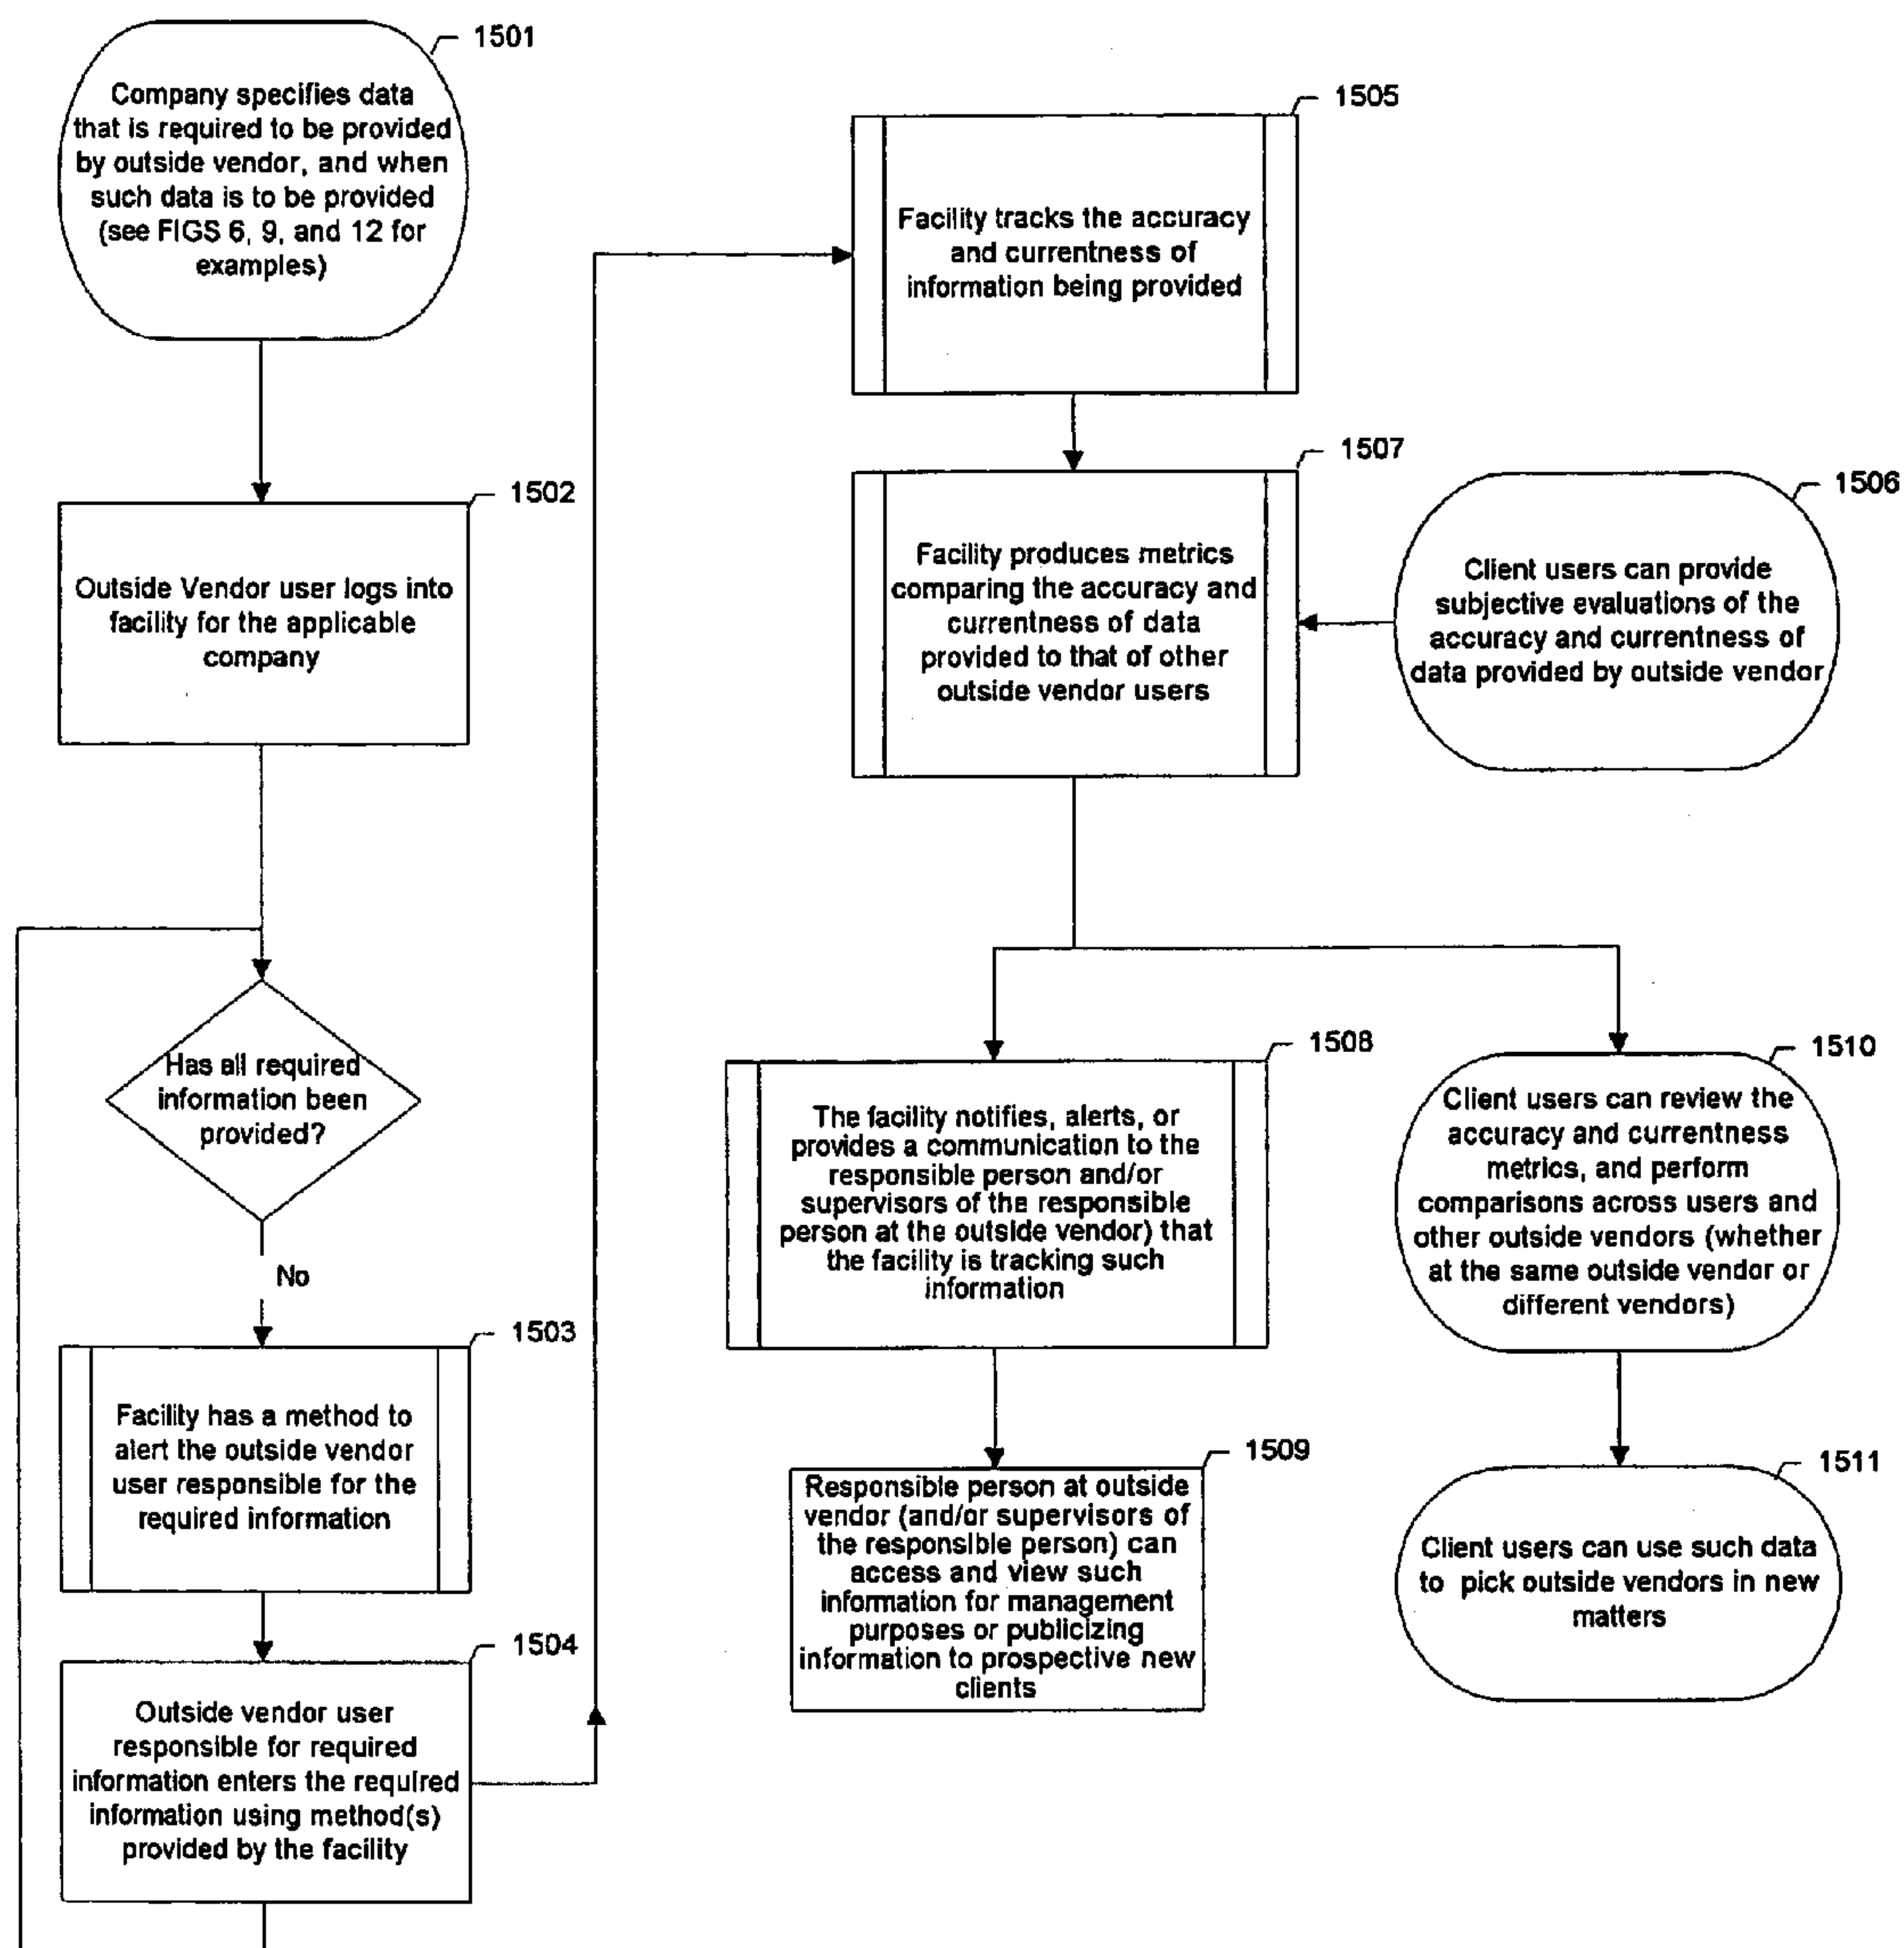 1501
Company specifies data
that is required to be provided
by outside vendor, and when
such data is to be provided
(see FIGS 6, 9, and 12 for
examples)
1502
Outside Vendor user logs into
facility for the applicable
company
Has all required
information been
provided?
No
1503
Facility has a method to
alert the outside vendor
user responsible for the
required information
1504
Outside vendor user
responsible for required
information enters the required
information using method(s)
provided by the facility
1505
Facility tracks the accuracy
and currentness of
information being provided
1507
Facility produces metrics
comparing the accuracy and
currentness of data
provided to that of other
outside vendor users
1506
Client users can provide
subjective evaluations of the
accuracy and currentness of
data provided by outside vendor
1508
The facility notifies, alerts, or
provides a communication to the
responsible person and/or
supervisors of the responsible
person at the outside vendor) that
the facility is tracking such
information
1509
Responsible person at outside
vendor (and/or supervisors of
the responsible person) can
access and view such
information for management
purposes or publicizing
information to prospective new
clients
1510
Client users can review the
accuracy and currentness
metrics, and perform
comparisons across users and
other outside vendors (whether
at the same outside vendor or
different vendors)
1511
Client users can use such data
to pick outside vendors in new
matters